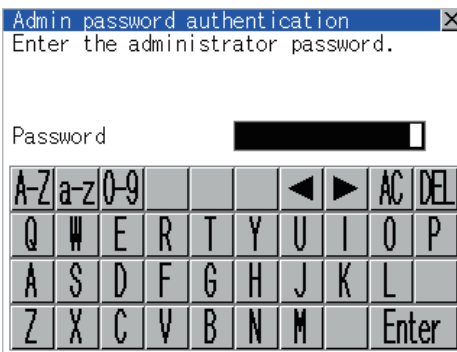 Admin password authentication ×
Enter the administrator password.
Password
A-Z a-z 0-9 ◀ ▶ AC DEL
Q W E R T Y U I O P
A S D F G H J K L
Z X C V B N M Enter